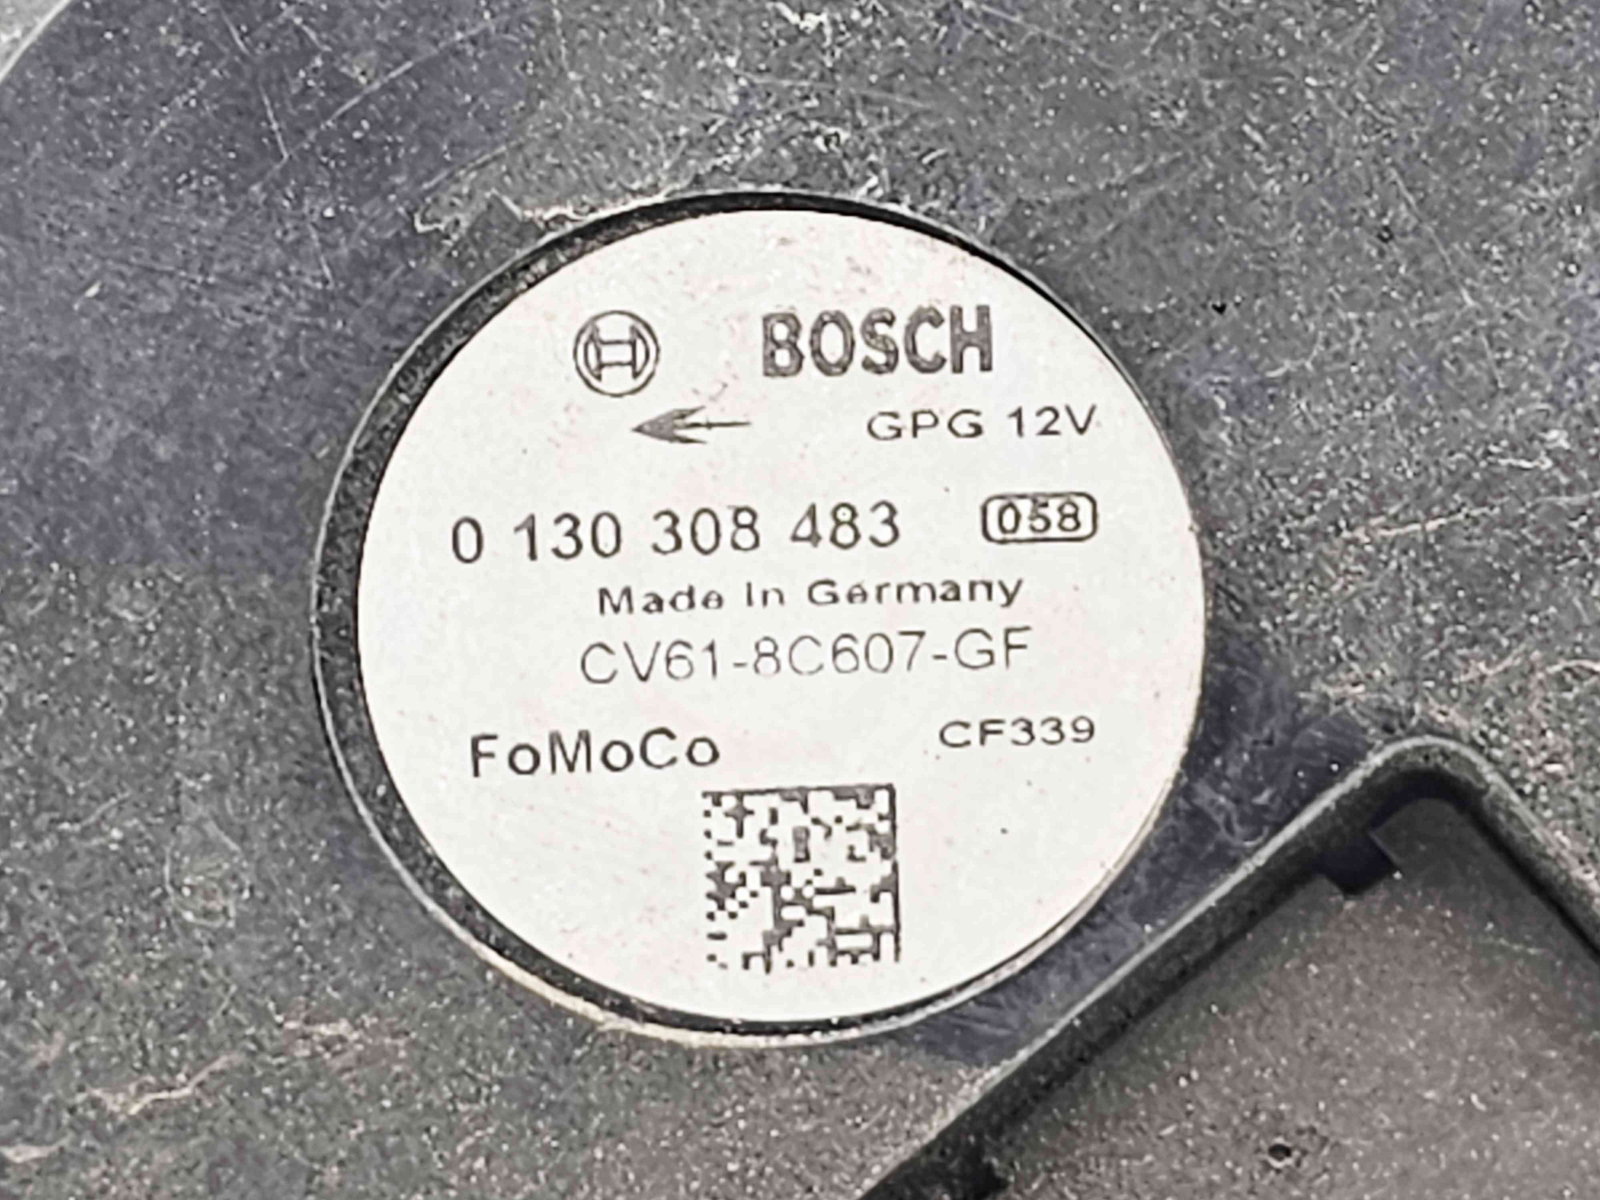 BOSCH
GPG 12V
0 130 308 483 058
Made in Germany
CV61-8C607-GF
FoMoCo CF339